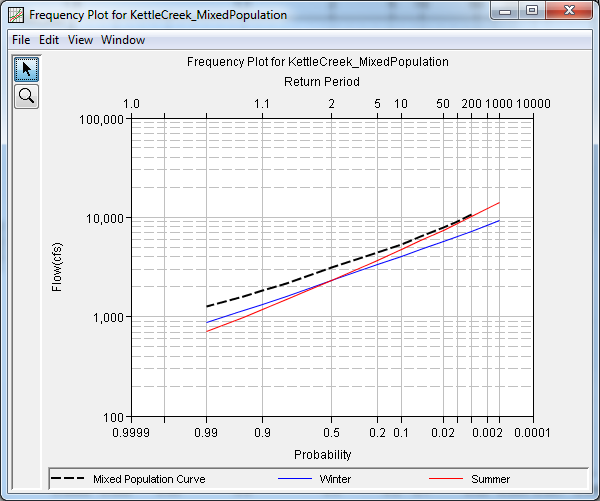 Frequency Plot for KettleCreek_MixedPopulation
File Edit View Window
Frequency Plot for KettleCreek_MixedPopulation
Return Period
1.0 1.1 2 5 10 50 200 1000 10000
100,000
10,000
1,000
100
Flow(cfs)
0.9999 0.99 0.9 0.5 0.2 0.1 0.02 0.002 0.0001
Probability
Mixed Population Curve Winter Summer